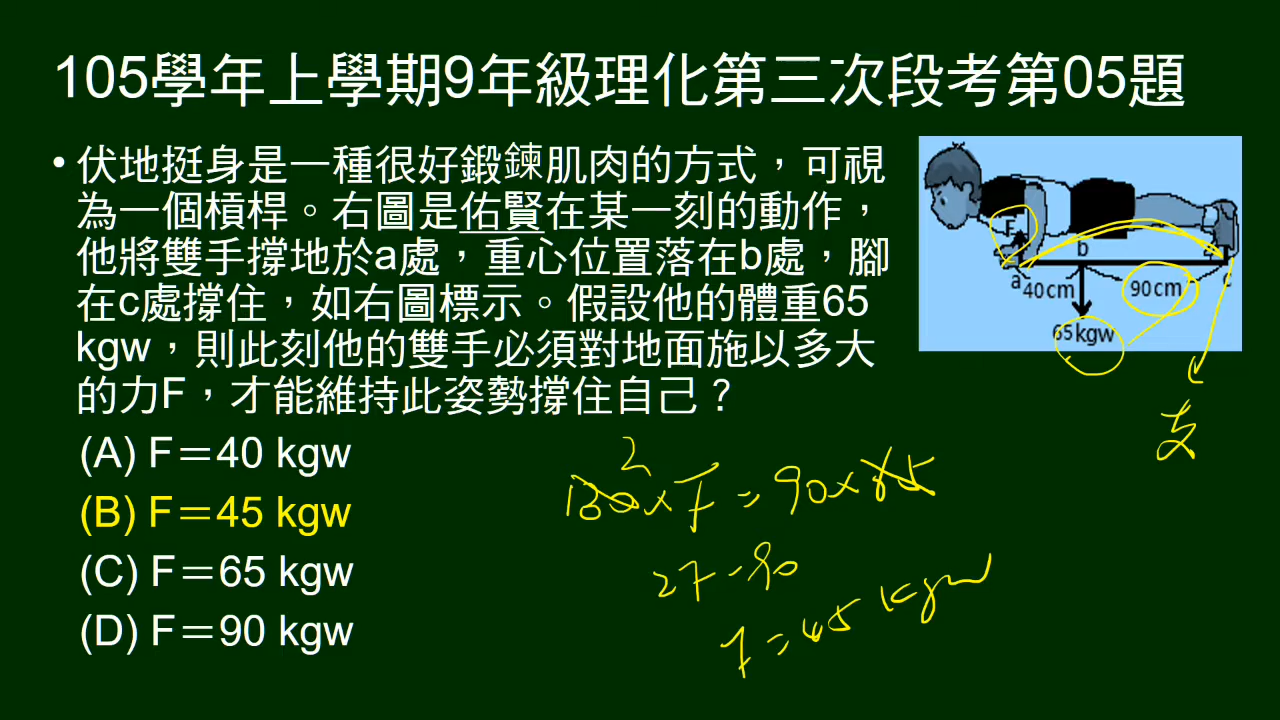 105學年上學期9年級理化第三次段考第05題
• 伏地挺身是一種很好鍛鍊肌肉的方式，可視
為一個槓桿。右圖是佑賢在某一刻的動作，
他將雙手撐地於a處，重心位置落在b處，腳
在c處撐住，如右圖標示。假設他的體重65
kgw，則此刻他的雙手必須對地面施以多大
的力F，才能維持此姿勢撐住自己？
(A) F＝40 kgw
(B) F＝45 kgw
(C) F＝65 kgw
(D) F＝90 kgw
F
b
a
c
40cm
90cm
65kgw
支
2
130×F=90×65
2F=90
F=45 kgw